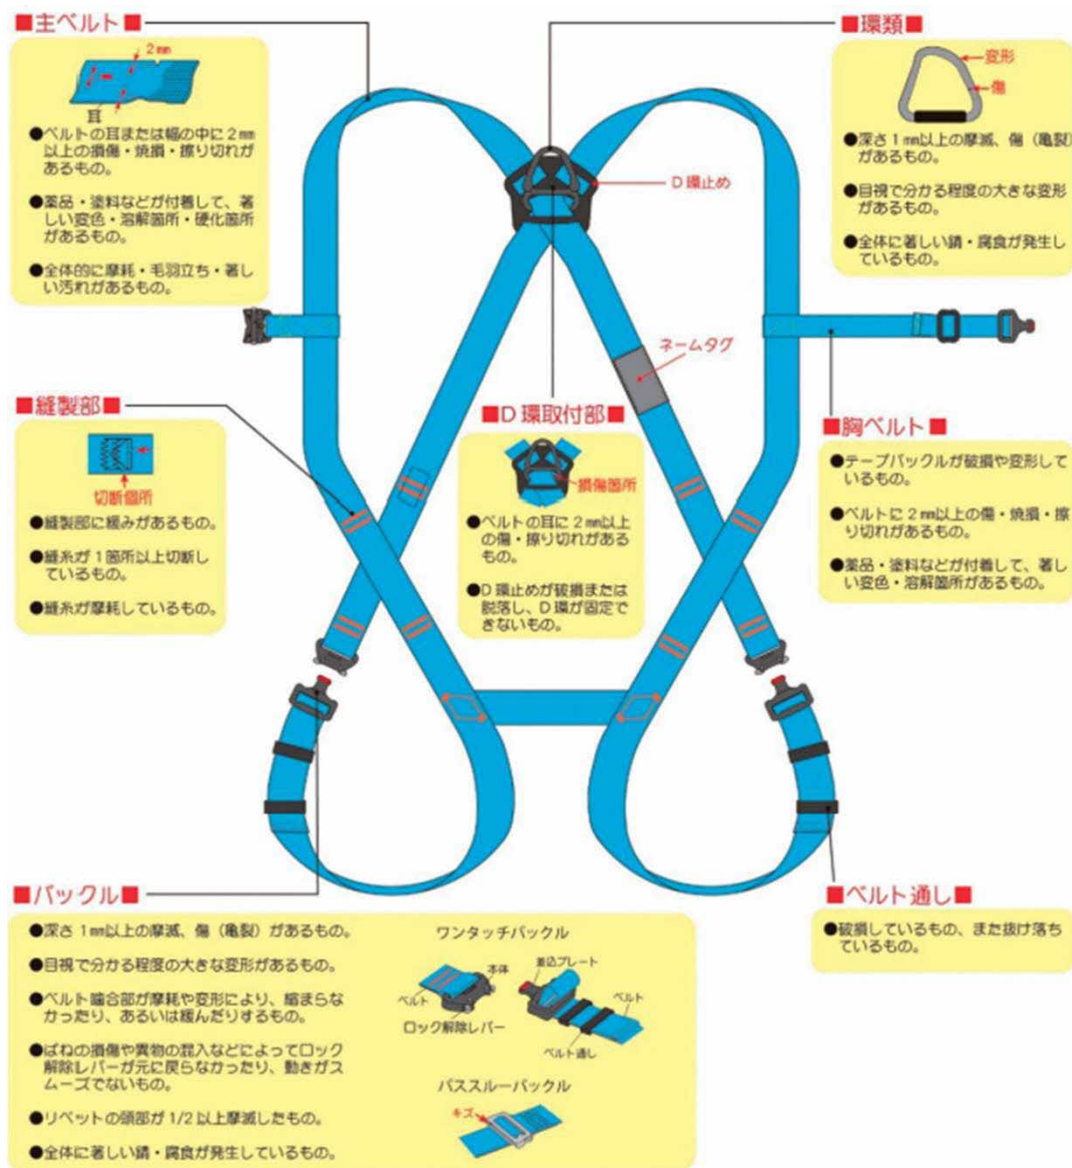 ■主ベルト■
2㎜
耳
●ベルトの耳または幅の中に2㎜
以上の損傷・焼損・擦り切れが
あるもの。
●薬品・塗料などが付着して、著
しい変色・溶解箇所・硬化箇所
があるもの。
●全体的に摩耗・毛羽立ち・著し
い汚れがあるもの。
■環類■
変形
傷
●深さ1㎜以上の摩滅、傷（亀裂）
があるもの。
●目視で分かる程度の大きな変形
があるもの。
●全体に著しい錆・腐食が発生し
ているもの。
D環止め
ネームタグ
■縫製部■
切断個所
●縫製部に緩みがあるもの。
●縫糸が1箇所以上切断し
ているもの。
●縫糸が摩耗しているもの。
■D環取付部■
損傷箇所
●ベルトの耳に2㎜以上
の傷・擦り切れがある
もの。
●D環止めが破損または
脱落し、D環が固定で
きないもの。
■胸ベルト■
●テープバックルが破損や変形して
いるもの。
●ベルトに2㎜以上の傷・焼損・擦
り切れがあるもの。
●薬品・塗料などが付着して、著し
い変色・溶解箇所があるもの。
■バックル■
●深さ1㎜以上の摩滅、傷（亀裂）があるもの。
●目視で分かる程度の大きな変形があるもの。
●ベルト噛合部が摩耗や変形により、縮まらな
かったり、あるいは緩んだりするもの。
●ばねの損傷や異物の混入などによってロック
解除レバーが元に戻らなかったり、動きがス
ムーズでないもの。
●リベットの頭部が1/2以上摩滅したもの。
●全体に著しい錆・腐食が発生しているもの。
ワンタッチバックル
本体
ベルト
ロック解除レバー
差込プレート
ベルト
ベルト通し
パススルーバックル
キズ
■ベルト通し■
●破損しているもの、また抜け落ち
ているもの。